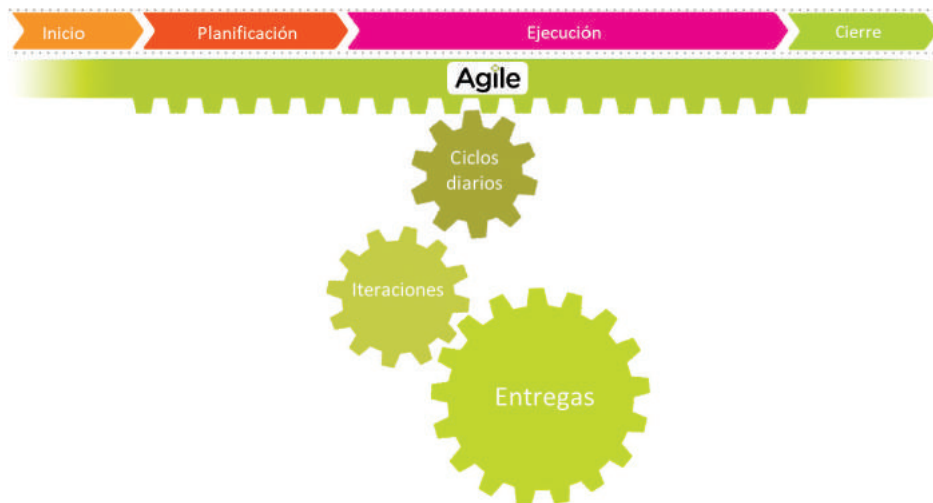 Inicio
Planificación
Ejecución
Cierre
Agile
Ciclos
diarios
Iteraciones
Entregas